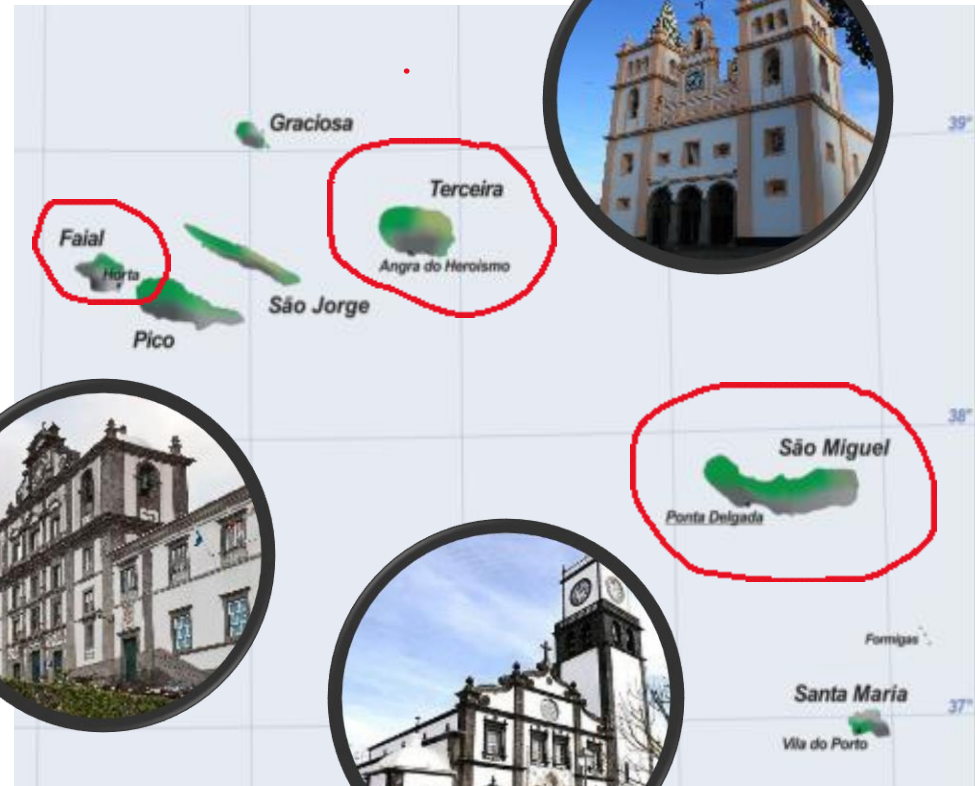 Graciosa
39°
Terceira
Faial
Angra do Heroismo
Horta
São Jorge
Pico
38°
São Miguel
Ponta Delgada
Formigas
Santa Maria
37°
Vila do Porto